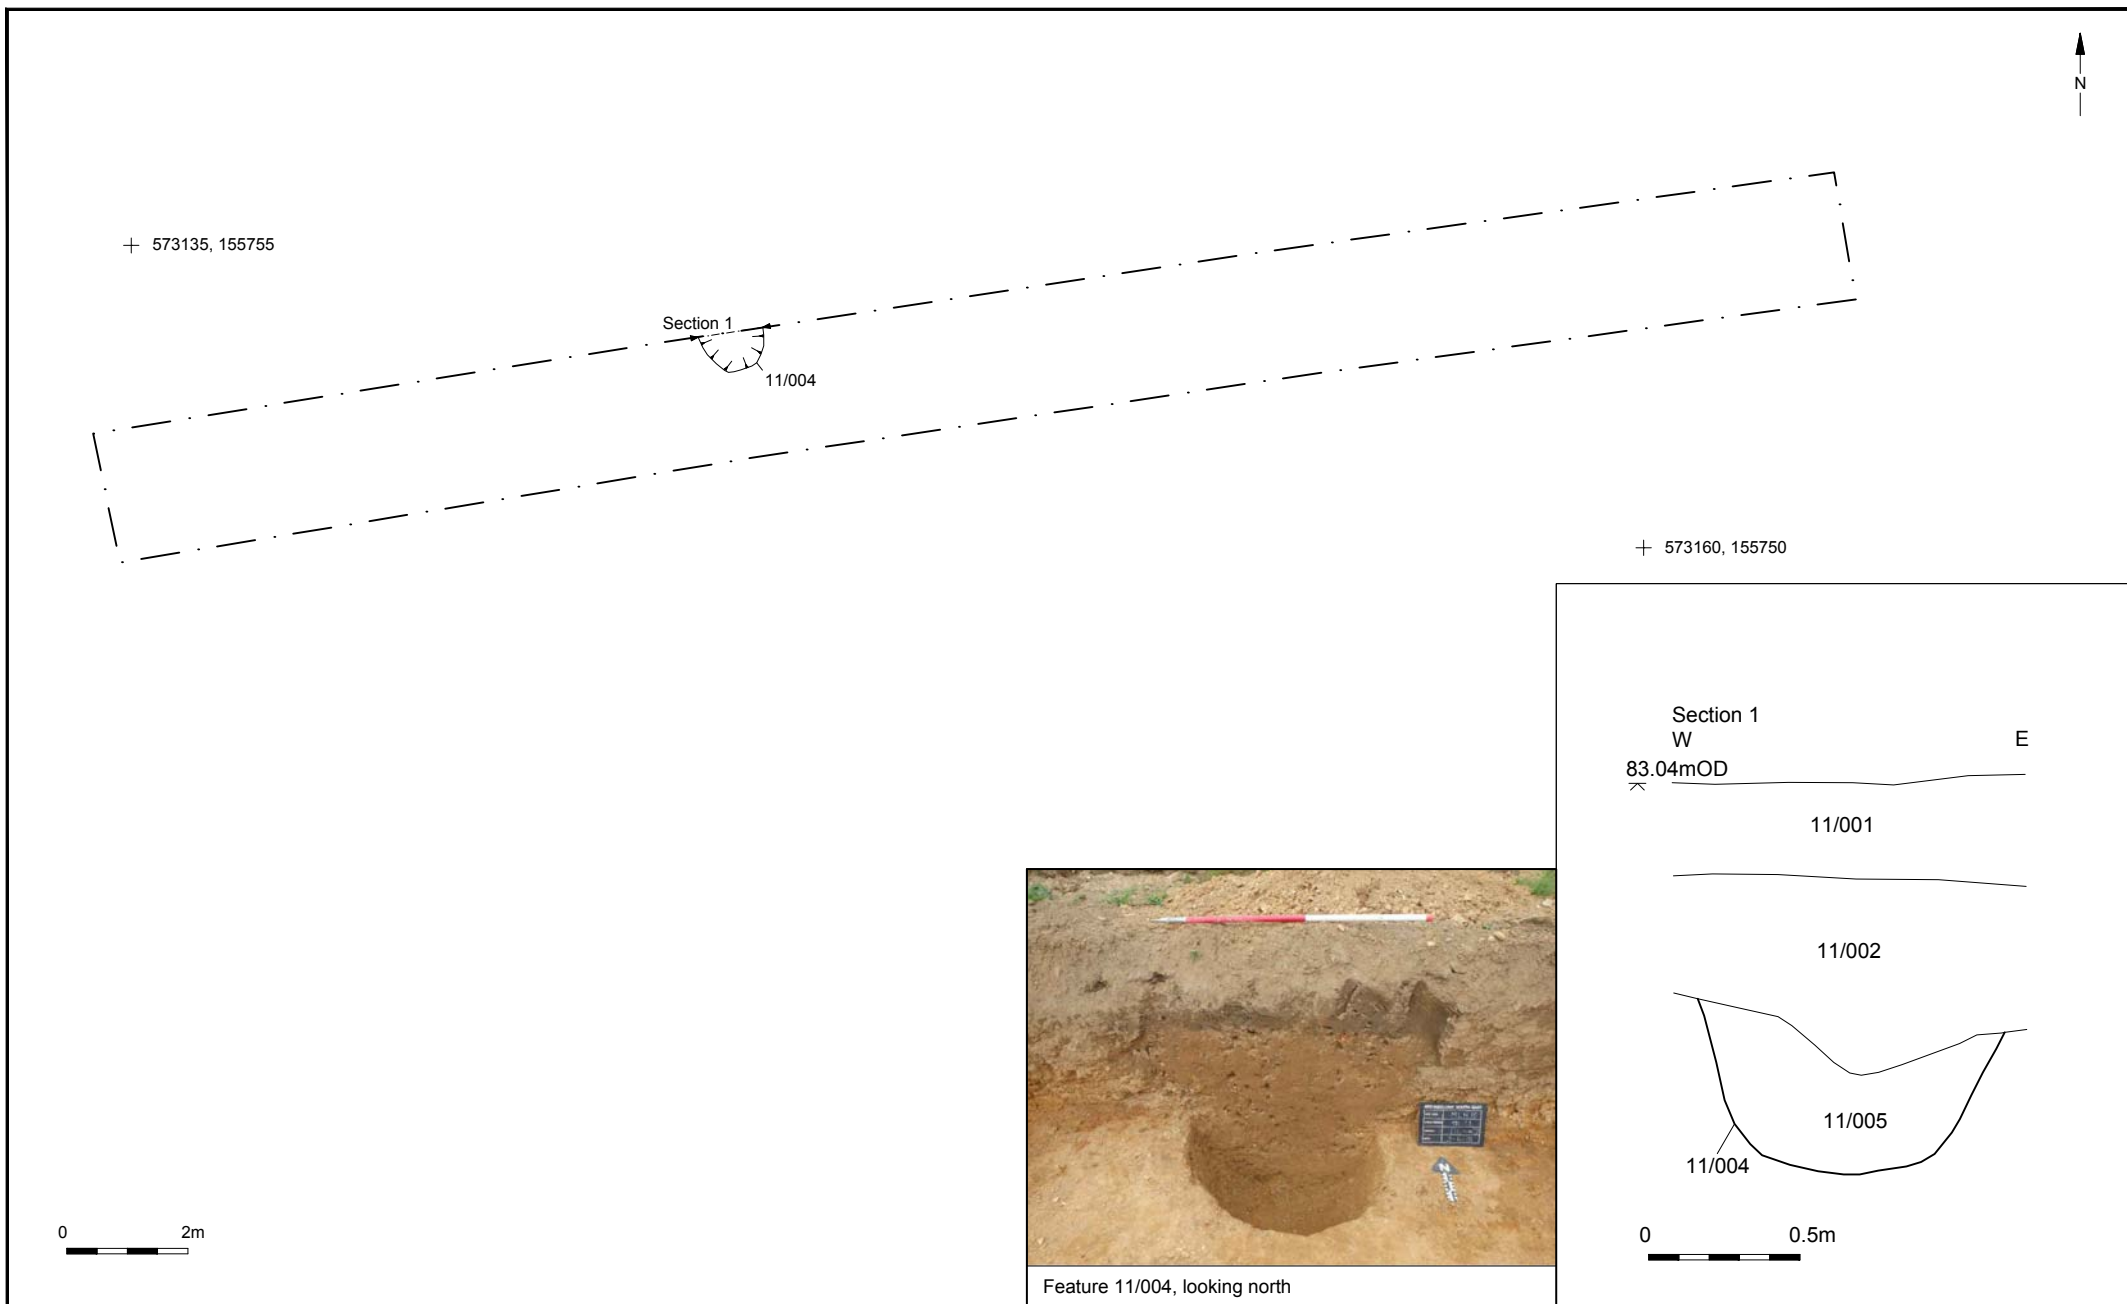 N
573135, 155755
Section 1
11/004
573160, 155750
Section 1
W E
83.04mOD
11/001
11/002
11/005
11/004
0 0.5m
0 2m
N
Feature 11/004, looking north